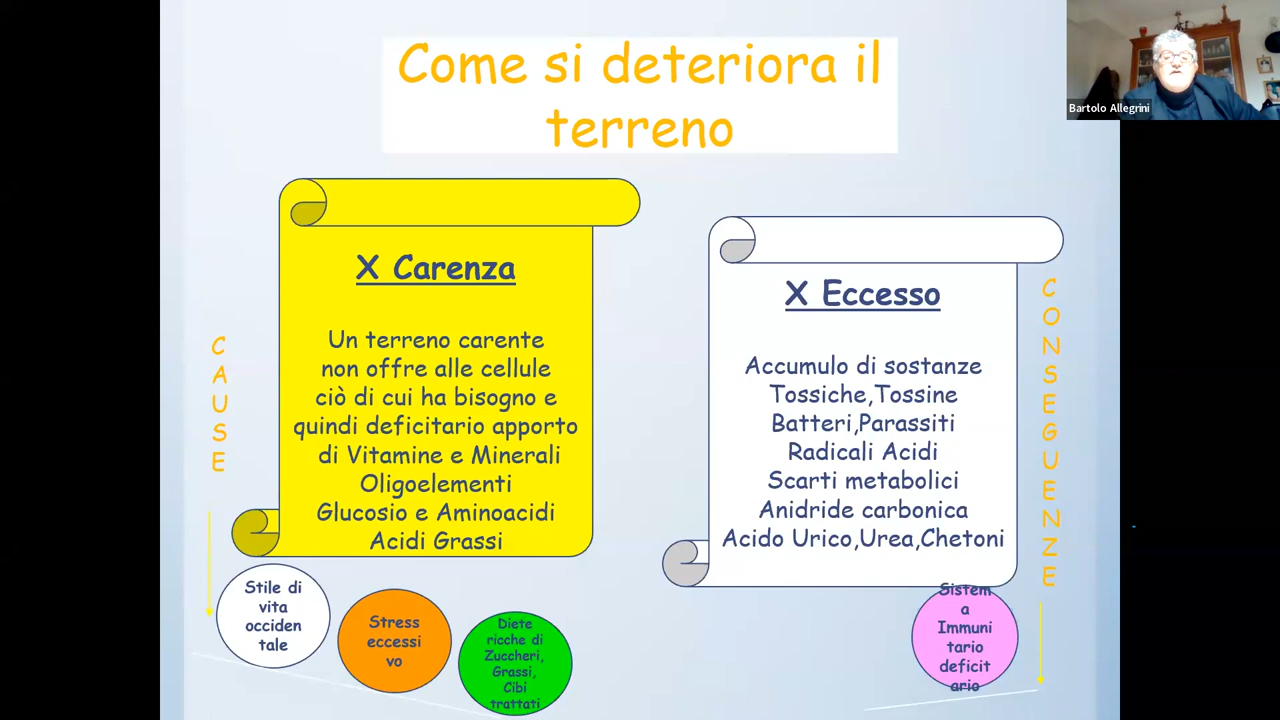 Come si deteriora il
terreno
Bartolo Allegrini
X Carenza
Un terreno carente
non offre alle cellule
ciò di cui ha bisogno e
quindi deficitario apporto
di Vitamine e Minerali
Oligoelementi
Glucosio e Aminoacidi
Acidi Grassi
C
A
U
S
E
Stile di
vita
occiden
tale
Stress
eccessi
vo
Diete
ricche di
Zuccheri,
Grassi,
Cibi
trattati
X Eccesso
Accumulo di sostanze
Tossiche,Tossine
Batteri,Parassiti
Radicali Acidi
Scarti metabolici
Anidride carbonica
Acido Urico,Urea,Chetoni
C
O
N
S
E
G
U
E
N
Z
E
Sistem
a
Immuni
tario
deficit
ario